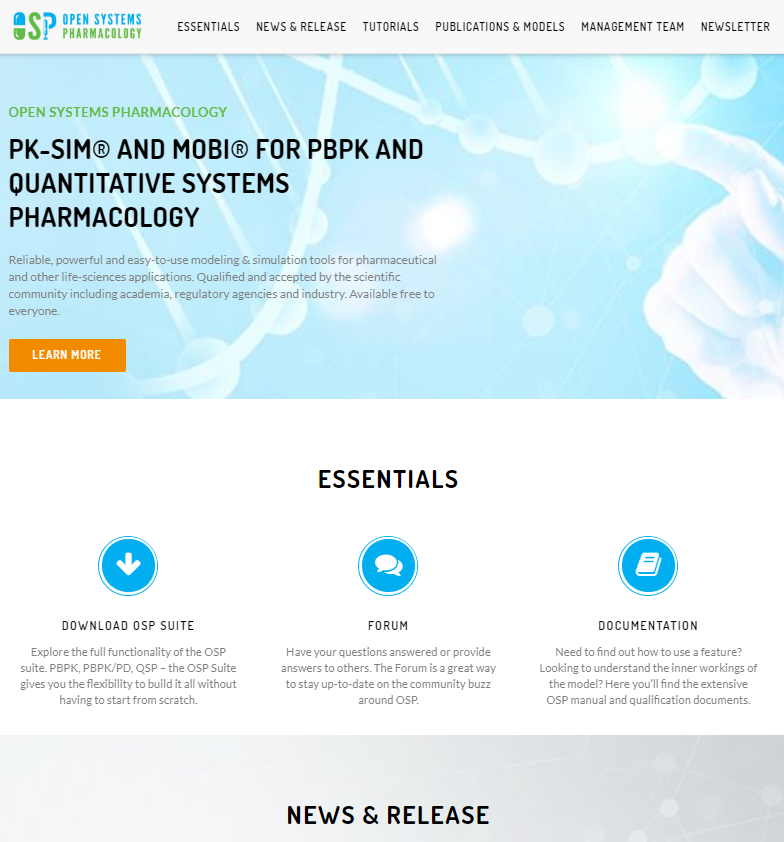 OSP OPEN SYSTEMS
PHARMACOLOGY
ESSENTIALS NEWS & RELEASE TUTORIALS PUBLICATIONS & MODELS MANAGEMENT TEAM NEWSLETTER
OPEN SYSTEMS PHARMACOLOGY
PK-SIM® AND MOBI® FOR PBPK AND
QUANTITATIVE SYSTEMS
PHARMACOLOGY
Reliable, powerful and easy-to-use modeling & simulation tools for pharmaceutical
and other life-sciences applications. Qualified and accepted by the scientific
community including academia, regulatory agencies and industry. Available free to
everyone.
LEARN MORE
ESSENTIALS
DOWNLOAD OSP SUITE
Explore the full functionality of the OSP
suite. PBPK, PBPK/PD, QSP – the OSP Suite
gives you the flexibility to build it all without
having to start from scratch.
FORUM
Have your questions answered or provide
answers to others. The Forum is a great way
to stay up-to-date on the community buzz
around OSP.
DOCUMENTATION
Need to find out how to use a feature?
Looking to understand the inner workings of
the model? Here you'll find the extensive
OSP manual and qualification documents.
NEWS & RELEASE